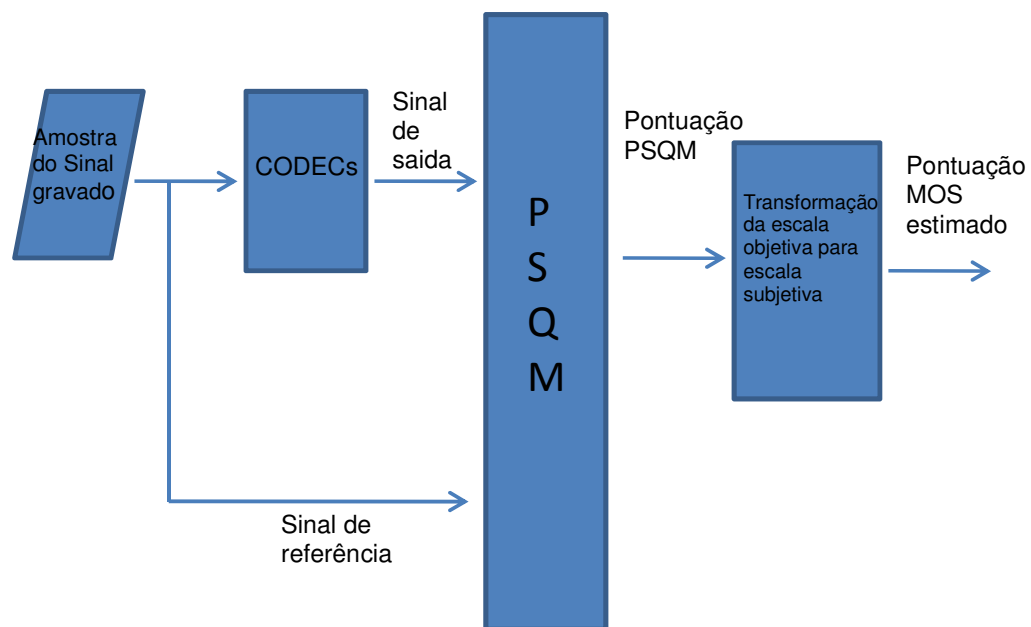 Amostra
do Sinal
gravado
CODECs
Sinal
de
saida
P
S
Q
M
Sinal de
referência
Pontuação
PSQM
Transformação
da escala
objetiva para
escala
subjetiva
Pontuação
MOS
estimado